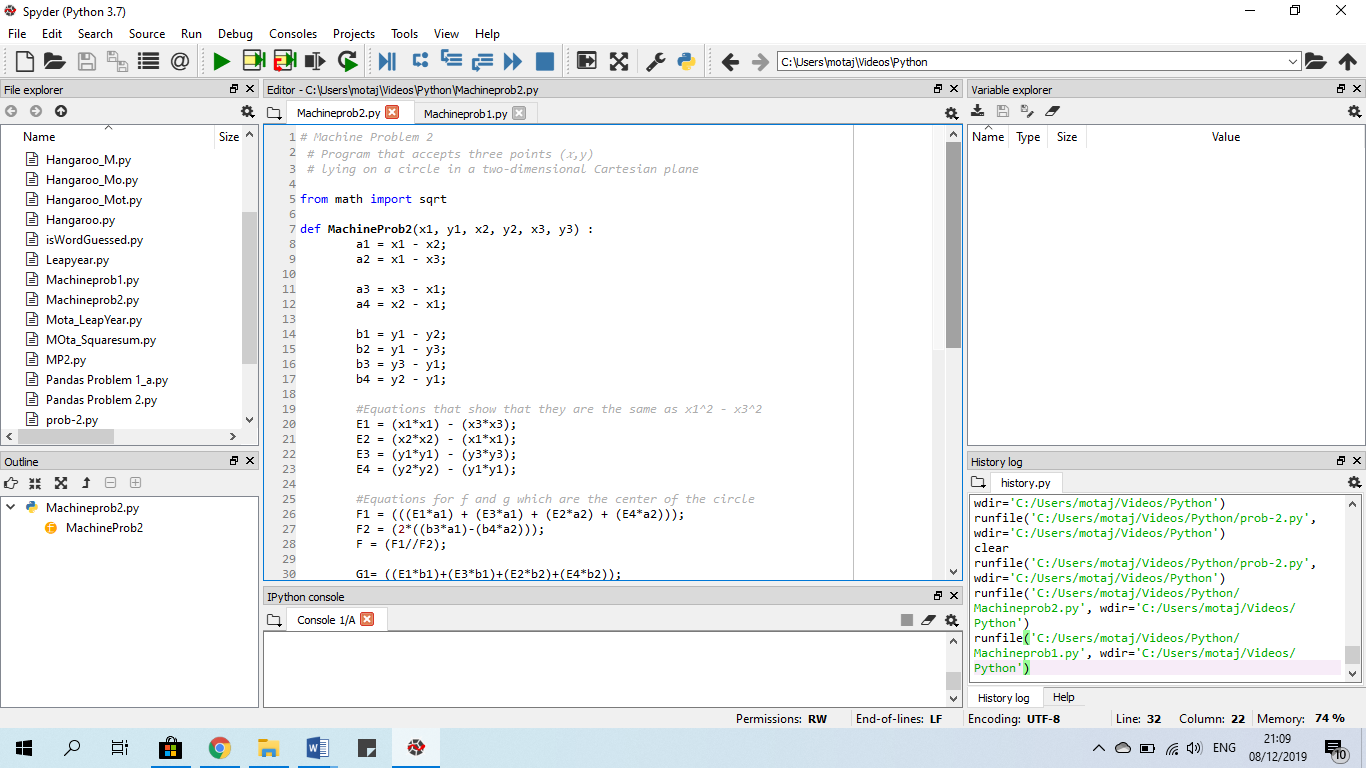 Spyder (Python 3.7)
File Edit Search Source Run Debug Consoles Projects Tools View Help
C:\Users\motaj\Videos\Python
File explorer
Name Size
Hangaroo_M.py
Hangaroo_Mo.py
Hangaroo_Mot.py
Hangaroo.py
isWordGuessed.py
Leapyear.py
Machineprob1.py
Machineprob2.py
Mota_LeapYear.py
MOta_Squaresum.py
MP2.py
Pandas Problem 1_a.py
Pandas Problem 2.py
prob-2.py
Outline
Machineprob2.py
MachineProb2
Editor - C:\Users\motaj\Videos\Python\Machineprob2.py
Machineprob2.py Machineprob1.py
1 # Machine Problem 2
2 # Program that accepts three points (x,y)
3 # lying on a circle in a two-dimensional Cartesian plane
4
5 from math import sqrt
6
7 def MachineProb2(x1, y1, x2, y2, x3, y3) :
8 a1 = x1 - x2;
9 a2 = x1 - x3;
10
11 a3 = x3 - x1;
12 a4 = x2 - x1;
13
14 b1 = y1 - y2;
15 b2 = y1 - y3;
16 b3 = y3 - y1;
17 b4 = y2 - y1;
18
19 #Equations that show that they are the same as x1^2 - x3^2
20 E1 = (x1*x1) - (x3*x3);
21 E2 = (x2*x2) - (x1*x1);
22 E3 = (y1*y1) - (y3*y3);
23 E4 = (y2*y2) - (y1*y1);
24
25 #Equations for f and g which are the center of the circle
26 F1 = (((E1*a1) + (E3*a1) + (E2*a2) + (E4*a2)));
27 F2 = (2*((b3*a1)-(b4*a2)));
28 F = (F1//F2);
29
30 G1= ((E1*b1)+(E3*b1)+(E2*b2)+(E4*b2));
IPython console
Console 1/A
Variable explorer
Name Type Size Value
History log
history.py
wdir='C:/Users/motaj/Videos/Python')
runfile('C:/Users/motaj/Videos/Python/prob-2.py',
wdir='C:/Users/motaj/Videos/Python')
clear
runfile('C:/Users/motaj/Videos/Python/prob-2.py',
wdir='C:/Users/motaj/Videos/Python')
runfile('C:/Users/motaj/Videos/Python/
Machineprob2.py', wdir='C:/Users/motaj/Videos/
Python')
runfile('C:/Users/motaj/Videos/Python/
Machineprob1.py', wdir='C:/Users/motaj/Videos/
Python')
History log Help
Permissions: RW End-of-lines: LF Encoding: UTF-8 Line: 32 Column: 22 Memory: 74 %
ENG
21:09
08/12/2019
10